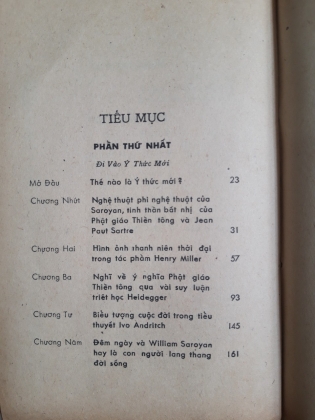 TIÊU MỤC
PHẦN THỨ NHẤT
Đi Vào Ý Thức Mới
Mở Đầu Thế nào là Ý thức mới? 23
Chương Nhứt Nghệ thuật phi nghệ thuật của
Saroyan, tinh thần bất nhị của
Phật giáo Thiền tông và Jean
Paul Sartre 31
Chương Hai Hình ảnh thanh niên thời đại
trong tác phẩm Henry Miller 57
Chương Ba Nghĩ về ý nghĩa Phật giáo
Thiền tông qua vài suy luận
triết học Heidegger 93
Chương Tư Biểu tượng cuộc đời trong tiểu
thuyết Ivo Andritch 145
Chương Năm Đêm ngày và William Saroyan
hay là con người lang thang
đời sống 161